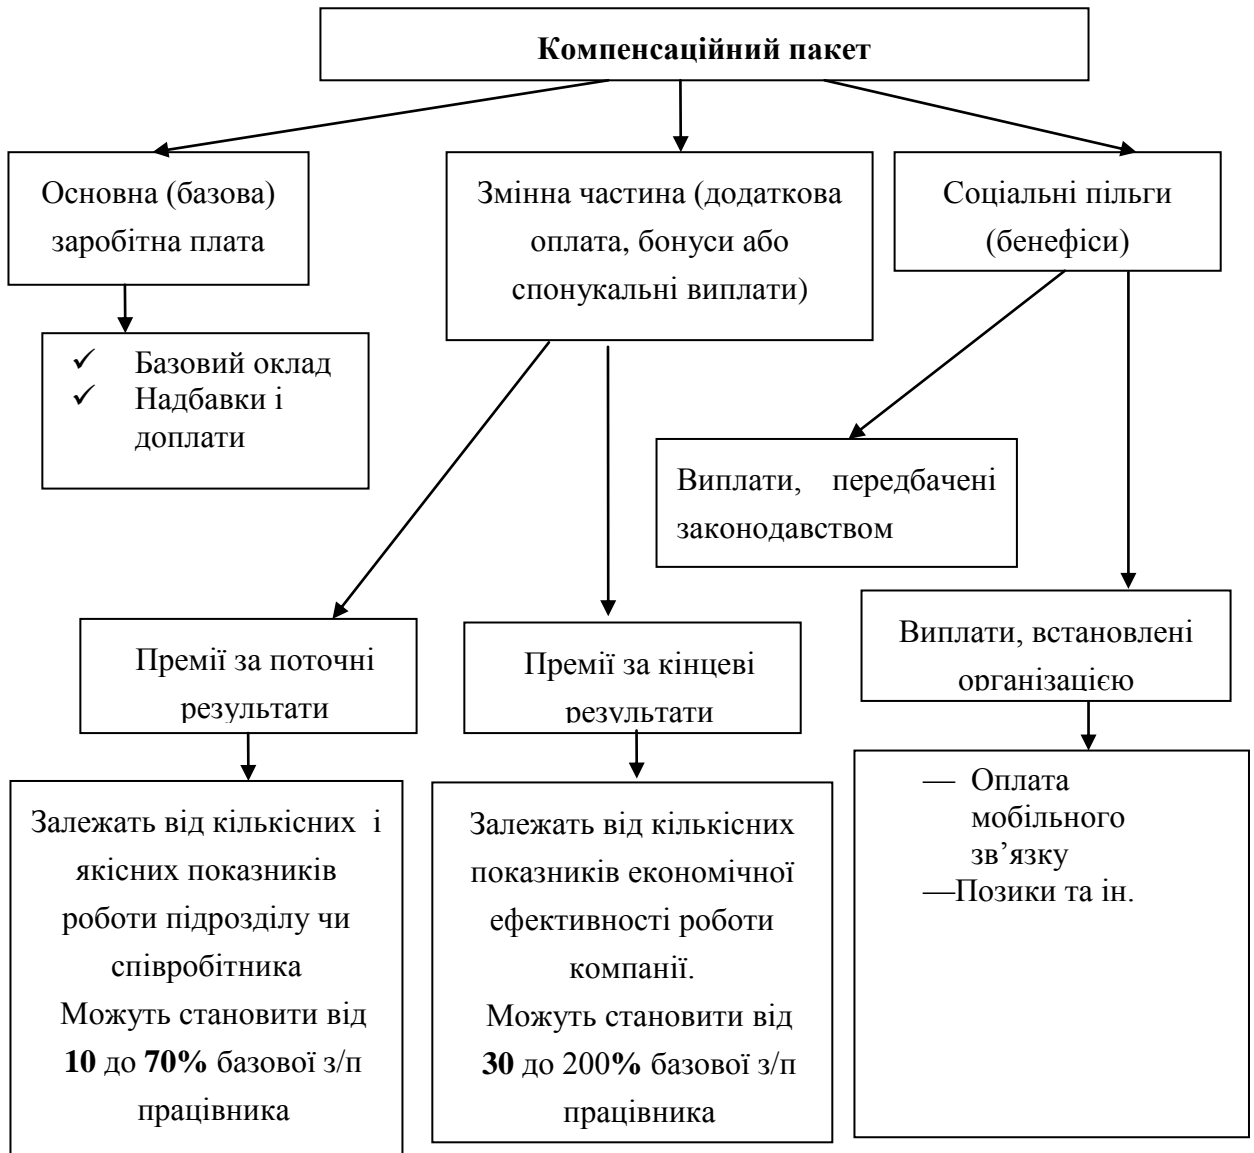 Компенсаційний пакет
Основна (базова)
заробітна плата
Змінна частина (додаткова
оплата, бонуси або
спонукальні виплати)
Соціальні пільги
(бенефіси)
✓ Базовий оклад
✓ Надбавки і
доплати
Виплати, передбачені
законодавством
Премії за поточні
результати
Премії за кінцеві
результати
Виплати, встановлені
організацією
Залежать від кількісних і
якісних показників
роботи підрозділу чи
співробітника
Можуть становити від
10 до 70% базової з/п
працівника
Залежать від кількісних
показників економічної
ефективності роботи
компанії.
Можуть становити від
30 до 200% базової з/п
працівника
— Оплата
мобільного
зв’язку
—Позики та ін.